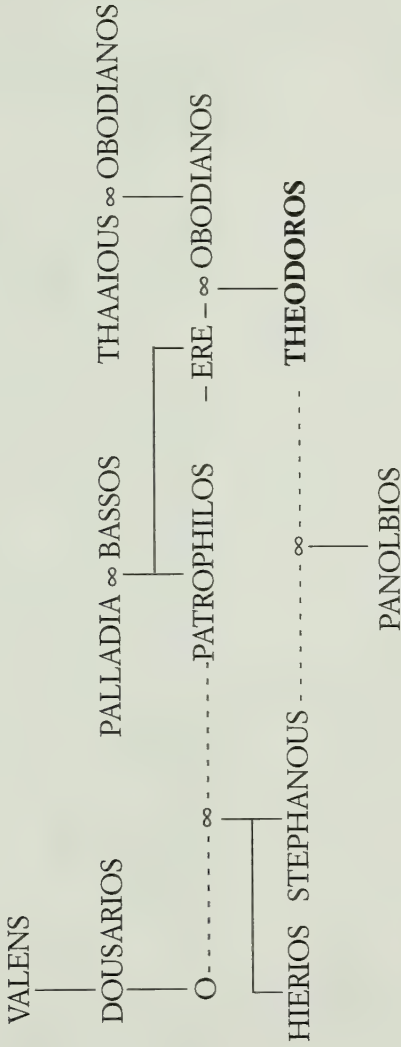 VALENS
DOUSARIOS PALLADIA ∞ BASSOS THAAIOUS ∞ OBODIANOS
O ∞ PATROPHILOS – ERE – ∞ OBODIANOS
HIERIOS STEPHANOUS ∞ THEODOROS
PANOLBIOS